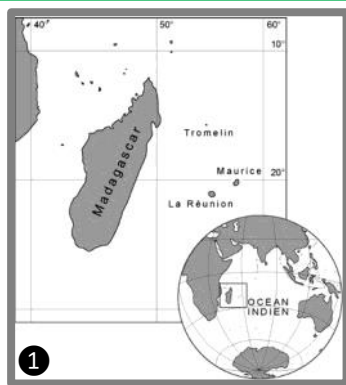 40° 50° 60°
10°
Madagascar
Tromelin
Maurice
20°
La Réunion
OCEAN
INDIEN
1